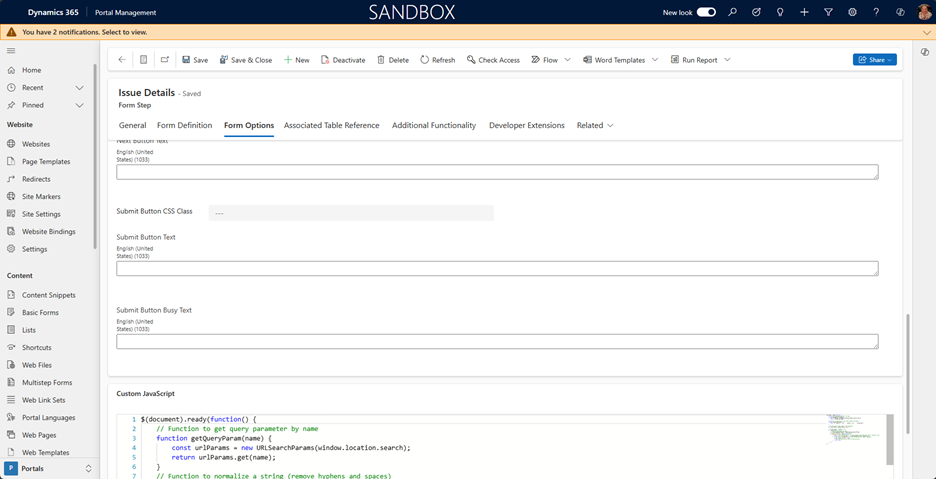 Dynamics 365 Portal Management SANDBOX New look
You have 2 notifications. Select to view.
Save Save & Close New Deactivate Delete Refresh Check Access Flow Word Templates Run Report Share
Home
Recent
Pinned
Website
Websites
Page Templates
Redirects
Site Markers
Site Settings
Website Bindings
Settings
Content
Content Snippets
Basic Forms
Lists
Shortcuts
Web Files
Multistep Forms
Web Link Sets
Portal Languages
Web Pages
Web Templates
P Portals
Issue Details - Saved
Form Step
General Form Definition Form Options Associated Table Reference Additional Functionality Developer Extensions Related
Next Button Text
English (United
States) (1033)
Submit Button CSS Class ---
Submit Button Text
English (United
States) (1033)
Submit Button Busy Text
English (United
States) (1033)
Custom JavaScript
1 $(document).ready(function() {
2 // Function to get query parameter by name
3 function getQueryParam(name) {
4 const urlParams = new URLSearchParams(window.location.search);
5 return urlParams.get(name);
6 }
7 // Function to normalize a string (remove hyphens and spaces)